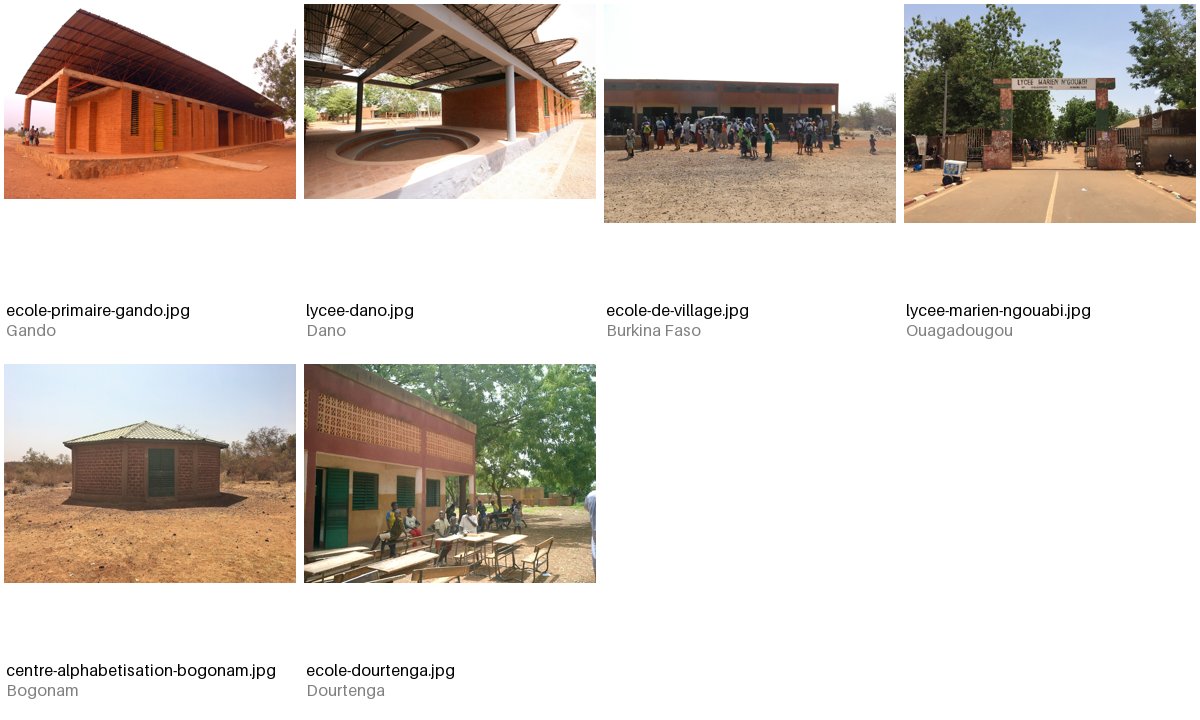 LYCEE MARIEN N'GOUABI
ecole-primaire-gando.jpg
Gando
lycee-dano.jpg
Dano
ecole-de-village.jpg
Burkina Faso
lycee-marien-ngouabi.jpg
Ouagadougou
centre-alphabetisation-bogonam.jpg
Bogonam
ecole-dourtenga.jpg
Dourtenga